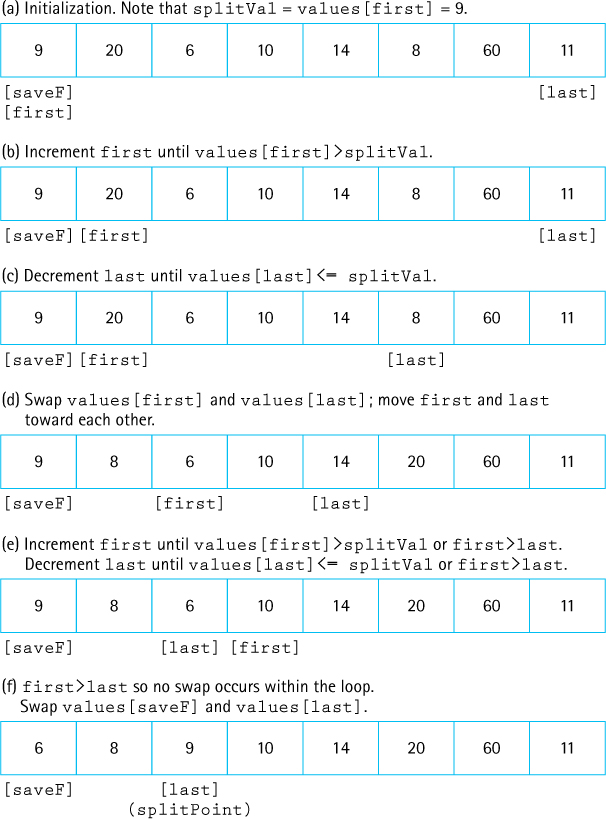 (a) Initialization. Note that splitVal = values[first] = 9.
9 20 6 10 14 8 60 11
[saveF] [last]
[first]
(b) Increment first until values[first]>splitVal.
9 20 6 10 14 8 60 11
[saveF] [first] [last]
(c) Decrement last until values[last]<= splitVal.
9 20 6 10 14 8 60 11
[saveF] [first] [last]
(d) Swap values[first] and values[last]; move first and last
toward each other.
9 8 6 10 14 20 60 11
[saveF] [first] [last]
(e) Increment first until values[first]>splitVal or first>last.
Decrement last until values[last]<= splitVal or first>last.
9 8 6 10 14 20 60 11
[saveF] [last] [first]
(f) first>last so no swap occurs within the loop.
Swap values[saveF] and values[last].
6 8 9 10 14 20 60 11
[saveF] [last]
(splitPoint)